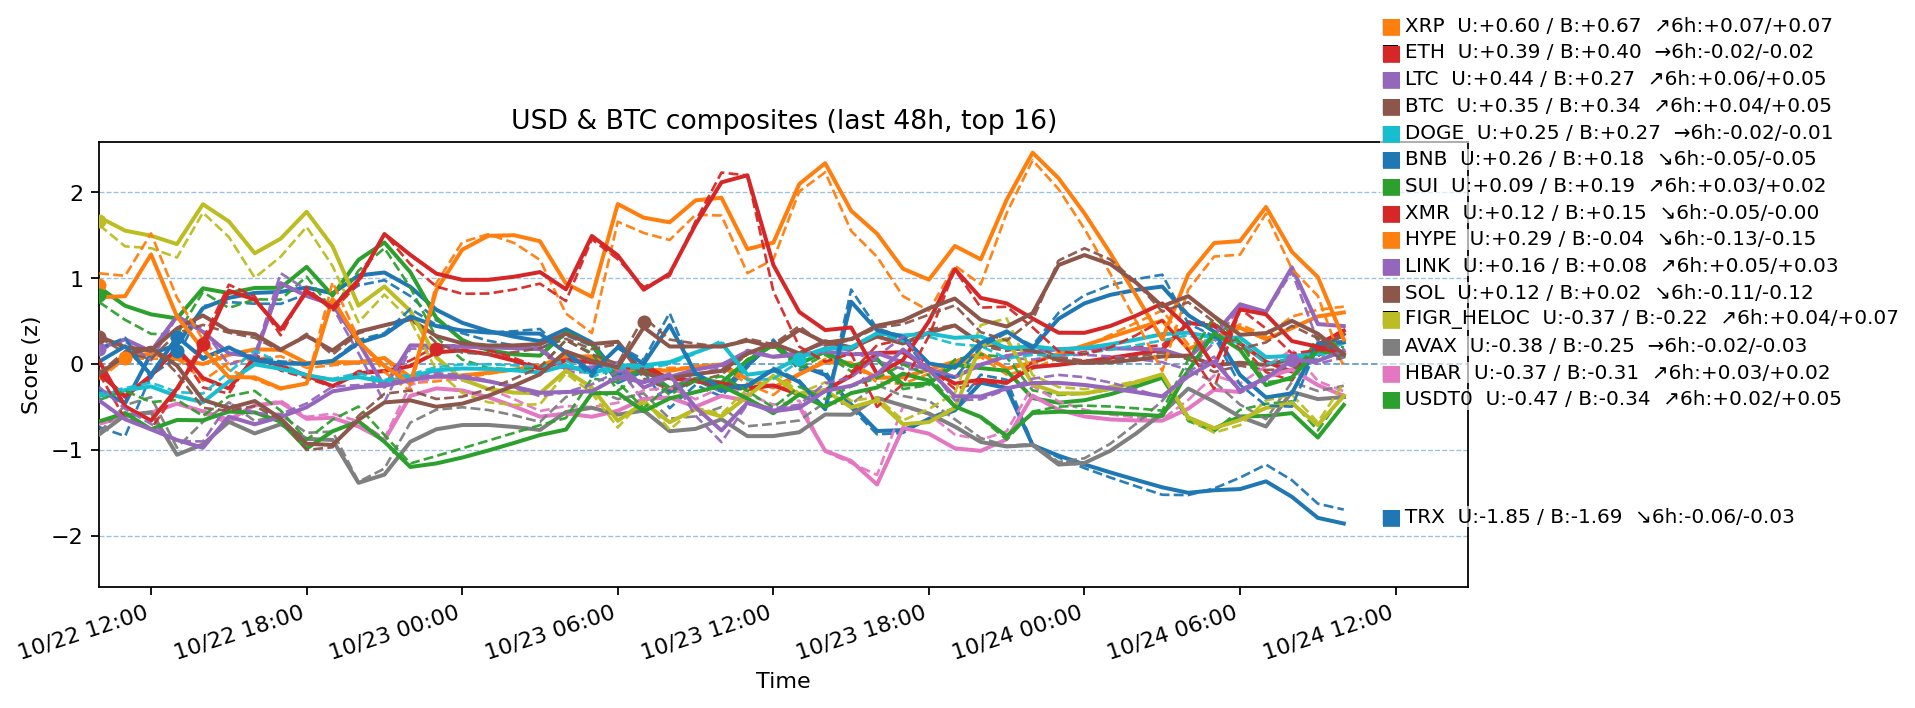 XRP U:+0.60 / B:+0.67 ↗6h:+0.07/+0.07
ETH U:+0.39 / B:+0.40 →6h:-0.02/-0.02
LTC U:+0.44 / B:+0.27 ↗6h:+0.06/+0.05
BTC U:+0.35 / B:+0.34 ↗6h:+0.04/+0.05
DOGE U:+0.25 / B:+0.27 →6h:-0.02/-0.01
BNB U:+0.26 / B:+0.18 ↘6h:-0.05/-0.05
SUI U:+0.09 / B:+0.19 ↗6h:+0.03/+0.02
XMR U:+0.12 / B:+0.15 ↘6h:-0.05/-0.00
HYPE U:+0.29 / B:-0.04 ↘6h:-0.13/-0.15
LINK U:+0.16 / B:+0.08 ↗6h:+0.05/+0.03
SOL U:+0.12 / B:+0.02 ↘6h:-0.11/-0.12
FIGR_HELOC U:-0.37 / B:-0.22 ↗6h:+0.04/+0.07
AVAX U:-0.38 / B:-0.25 →6h:-0.02/-0.03
HBAR U:-0.37 / B:-0.31 ↗6h:+0.03/+0.02
USDT0 U:-0.47 / B:-0.34 ↗6h:+0.02/+0.05
TRX U:-1.85 / B:-1.69 ↘6h:-0.06/-0.03
USD & BTC composites (last 48h, top 16)
Score (z)
2
1
0
−1
−2
10/22 12:00
10/22 18:00
10/23 00:00
10/23 06:00
10/23 12:00
10/23 18:00
10/24 00:00
10/24 06:00
10/24 12:00
Time